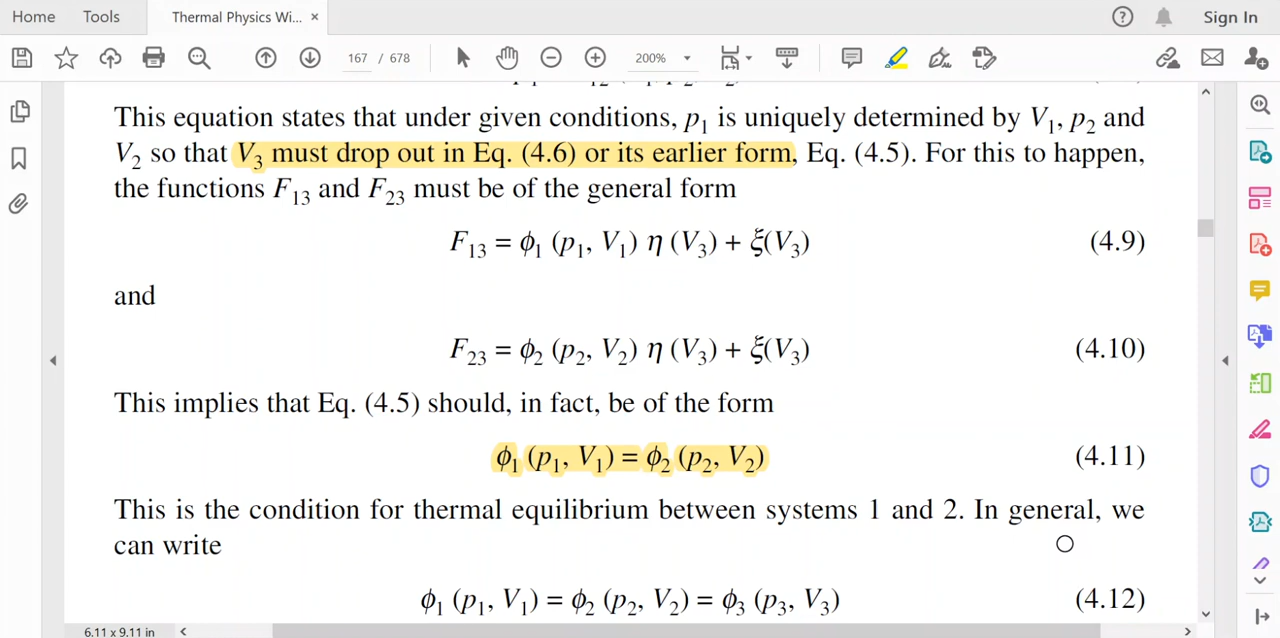 Home Tools Thermal Physics Wi... × Sign In
167 / 678 200%
This equation states that under given conditions, p₁ is uniquely determined by V₁, p₂ and
V₂ so that V₃ must drop out in Eq. (4.6) or its earlier form, Eq. (4.5). For this to happen,
the functions F₁₃ and F₂₃ must be of the general form
F₁₃ = ϕ₁ (p₁, V₁) η (V₃) + ξ(V₃) (4.9)
and
F₂₃ = ϕ₂ (p₂, V₂) η (V₃) + ξ(V₃) (4.10)
This implies that Eq. (4.5) should, in fact, be of the form
ϕ₁ (p₁, V₁) = ϕ₂ (p₂, V₂) (4.11)
This is the condition for thermal equilibrium between systems 1 and 2. In general, we
can write
ϕ₁ (p₁, V₁) = ϕ₂ (p₂, V₂) = ϕ₃ (p₃, V₃) (4.12)
6.11 x 9.11 in